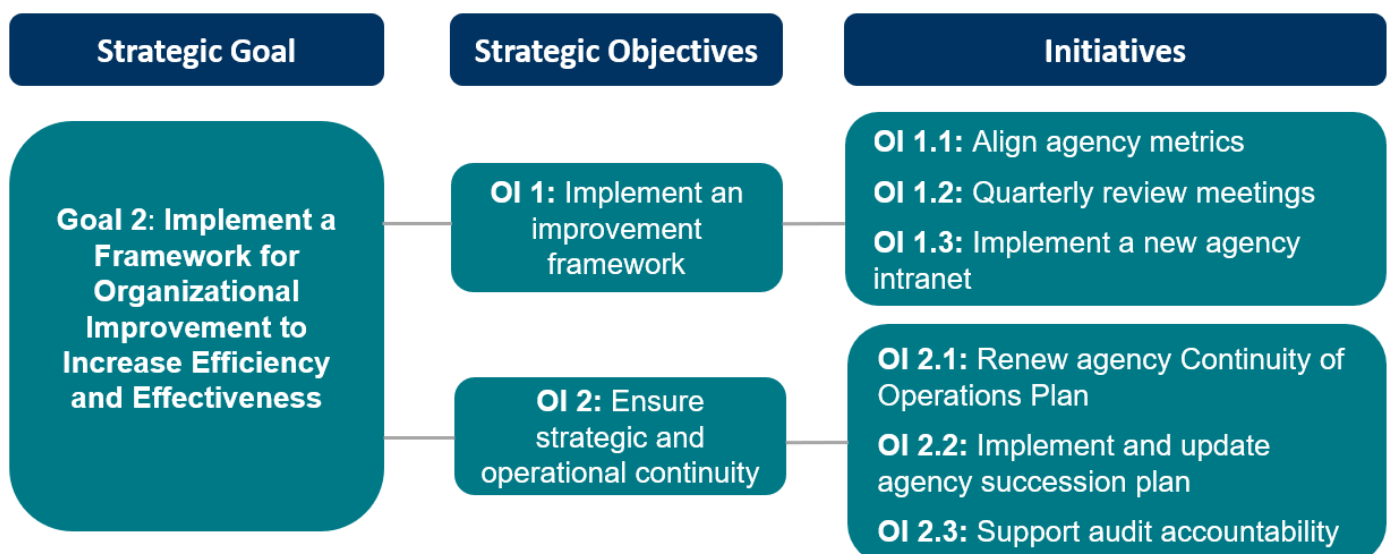 Strategic Goal
Strategic Objectives
Initiatives
Goal 2: Implement a
Framework for
Organizational
Improvement to
Increase Efficiency
and Effectiveness
OI 1: Implement an
improvement
framework
OI 1.1: Align agency metrics
OI 1.2: Quarterly review meetings
OI 1.3: Implement a new agency
intranet
OI 2: Ensure
strategic and
operational continuity
OI 2.1: Renew agency Continuity of
Operations Plan
OI 2.2: Implement and update
agency succession plan
OI 2.3: Support audit accountability